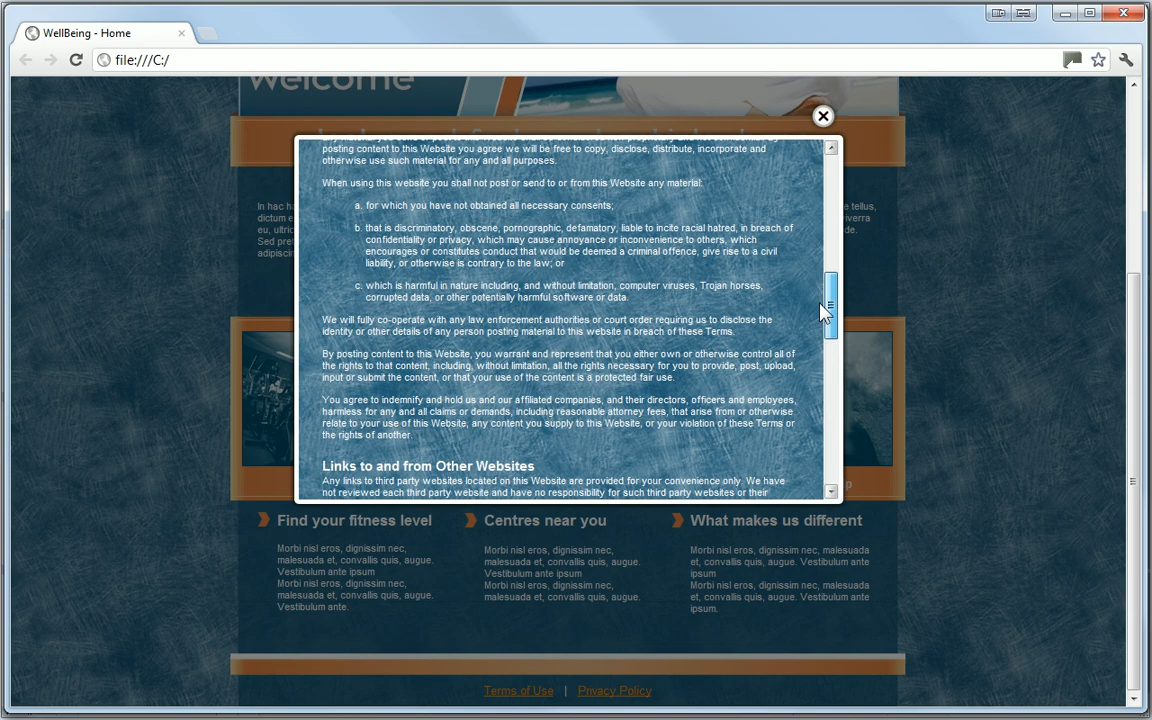 WellBeing - Home
file:///C:/
welcome
posting content to this Website you agree we will be free to copy, disclose, distribute, incorporate and
otherwise use such material for any and all purposes.
When using this website you shall not post or send to or from this Website any material:
a. for which you have not obtained all necessary consents;
b. that is discriminatory, obscene, pornographic, defamatory, liable to incite racial hatred, in breach of
confidentiality or privacy, which may cause annoyance or inconvenience to others, which
encourages or constitutes conduct that would be deemed a criminal offence, give rise to a civil
liability, or otherwise is contrary to the law; or
c. which is harmful in nature including, and without limitation, computer viruses, Trojan horses,
corrupted data, or other potentially harmful software or data.
We will fully co-operate with any law enforcement authorities or court order requiring us to disclose the
identity or other details of any person posting material to this website in breach of these Terms.
By posting content to this Website, you warrant and represent that you either own or otherwise control all of
the rights to that content, including, without limitation, all the rights necessary for you to provide, post, upload,
input or submit the content, or that your use of the content is a protected fair use.
You agree to indemnify and hold us and our affiliated companies, and their directors, officers and employees,
harmless for any and all claims or demands, including reasonable attorney fees, that arise from or otherwise
relate to your use of this Website, any content you supply to this Website, or your violation of these Terms or
the rights of another.
Links to and from Other Websites
Any links to third party websites located on this Website are provided for your convenience only. We have
not reviewed each third party website and have no responsibility for such third party websites or their
In hac
dictum
eu,
Sed
tellus,
Find your fitness level
Morbi nisl eros, dignissim nec,
malesuada et, convallis quis, augue.
Vestibulum ante ipsum
Morbi nisl eros, dignissim nec,
malesuada et, convallis quis, augue.
Vestibulum ante.
Centres near you
Morbi nisl eros, dignissim nec,
malesuada et, convallis quis, augue.
Vestibulum ante ipsum
Morbi nisl eros, dignissim nec,
malesuada et, convallis quis, augue.
What makes us different
Morbi nisl eros, dignissim nec, malesuada
et, convallis quis, augue. Vestibulum ante
ipsum
Morbi nisl eros, dignissim nec, malesuada
et, convallis quis, augue. Vestibulum ante
ipsum.
Terms of Use | Privacy Policy